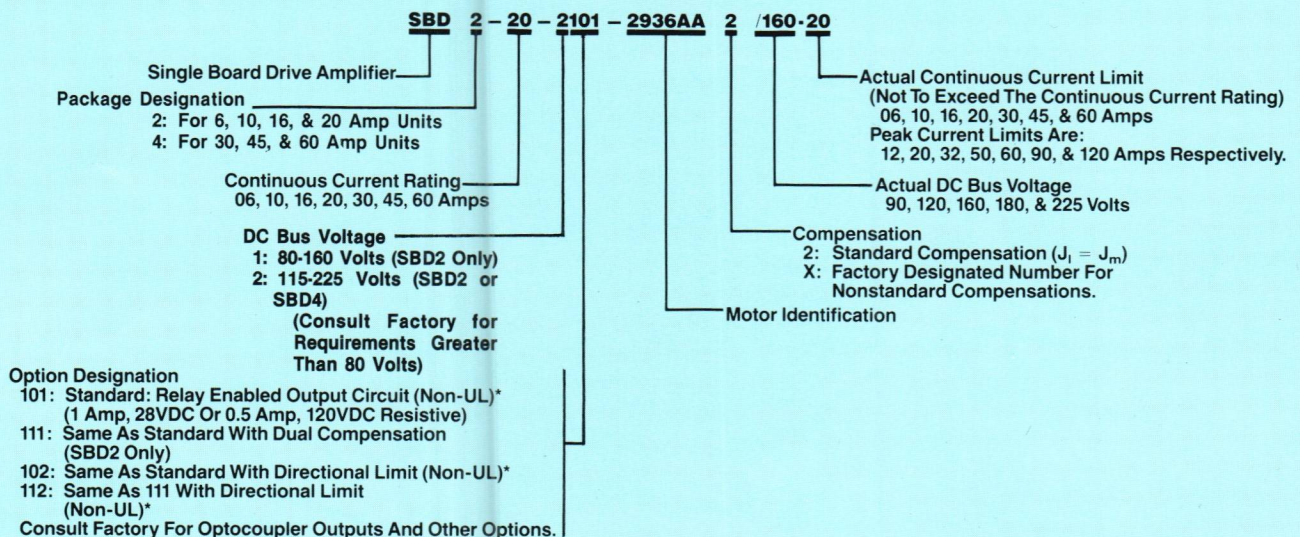 SBD 2 – 20 – 2101 – 2936AA 2 /160-20
Single Board Drive Amplifier
Package Designation
2: For 6, 10, 16, & 20 Amp Units
4: For 30, 45, & 60 Amp Units
Continuous Current Rating
06, 10, 16, 20, 30, 45, 60 Amps
DC Bus Voltage
1: 80-160 Volts (SBD2 Only)
2: 115-225 Volts (SBD2 or
SBD4)
(Consult Factory for
Requirements Greater
Than 80 Volts)
Option Designation
101: Standard: Relay Enabled Output Circuit (Non-UL)*
(1 Amp, 28VDC Or 0.5 Amp, 120VDC Resistive)
111: Same As Standard With Dual Compensation
(SBD2 Only)
102: Same As Standard With Directional Limit (Non-UL)*
112: Same As 111 With Directional Limit
(Non-UL)*
Consult Factory For Optocoupler Outputs And Other Options.
Actual Continuous Current Limit
(Not To Exceed The Continuous Current Rating)
06, 10, 16, 20, 30, 45, & 60 Amps
Peak Current Limits Are:
12, 20, 32, 50, 60, 90, & 120 Amps Respectively.
Actual DC Bus Voltage
90, 120, 160, 180, & 225 Volts
Compensation
2: Standard Compensation (Jₗ = Jₘ)
X: Factory Designated Number For
Nonstandard Compensations.
Motor Identification